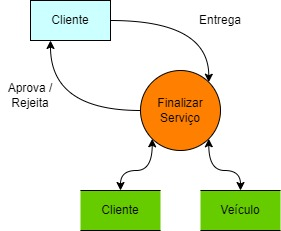 Cliente
Entrega
Aprova /
Rejeita
Finalizar
Serviço
Cliente
Veículo